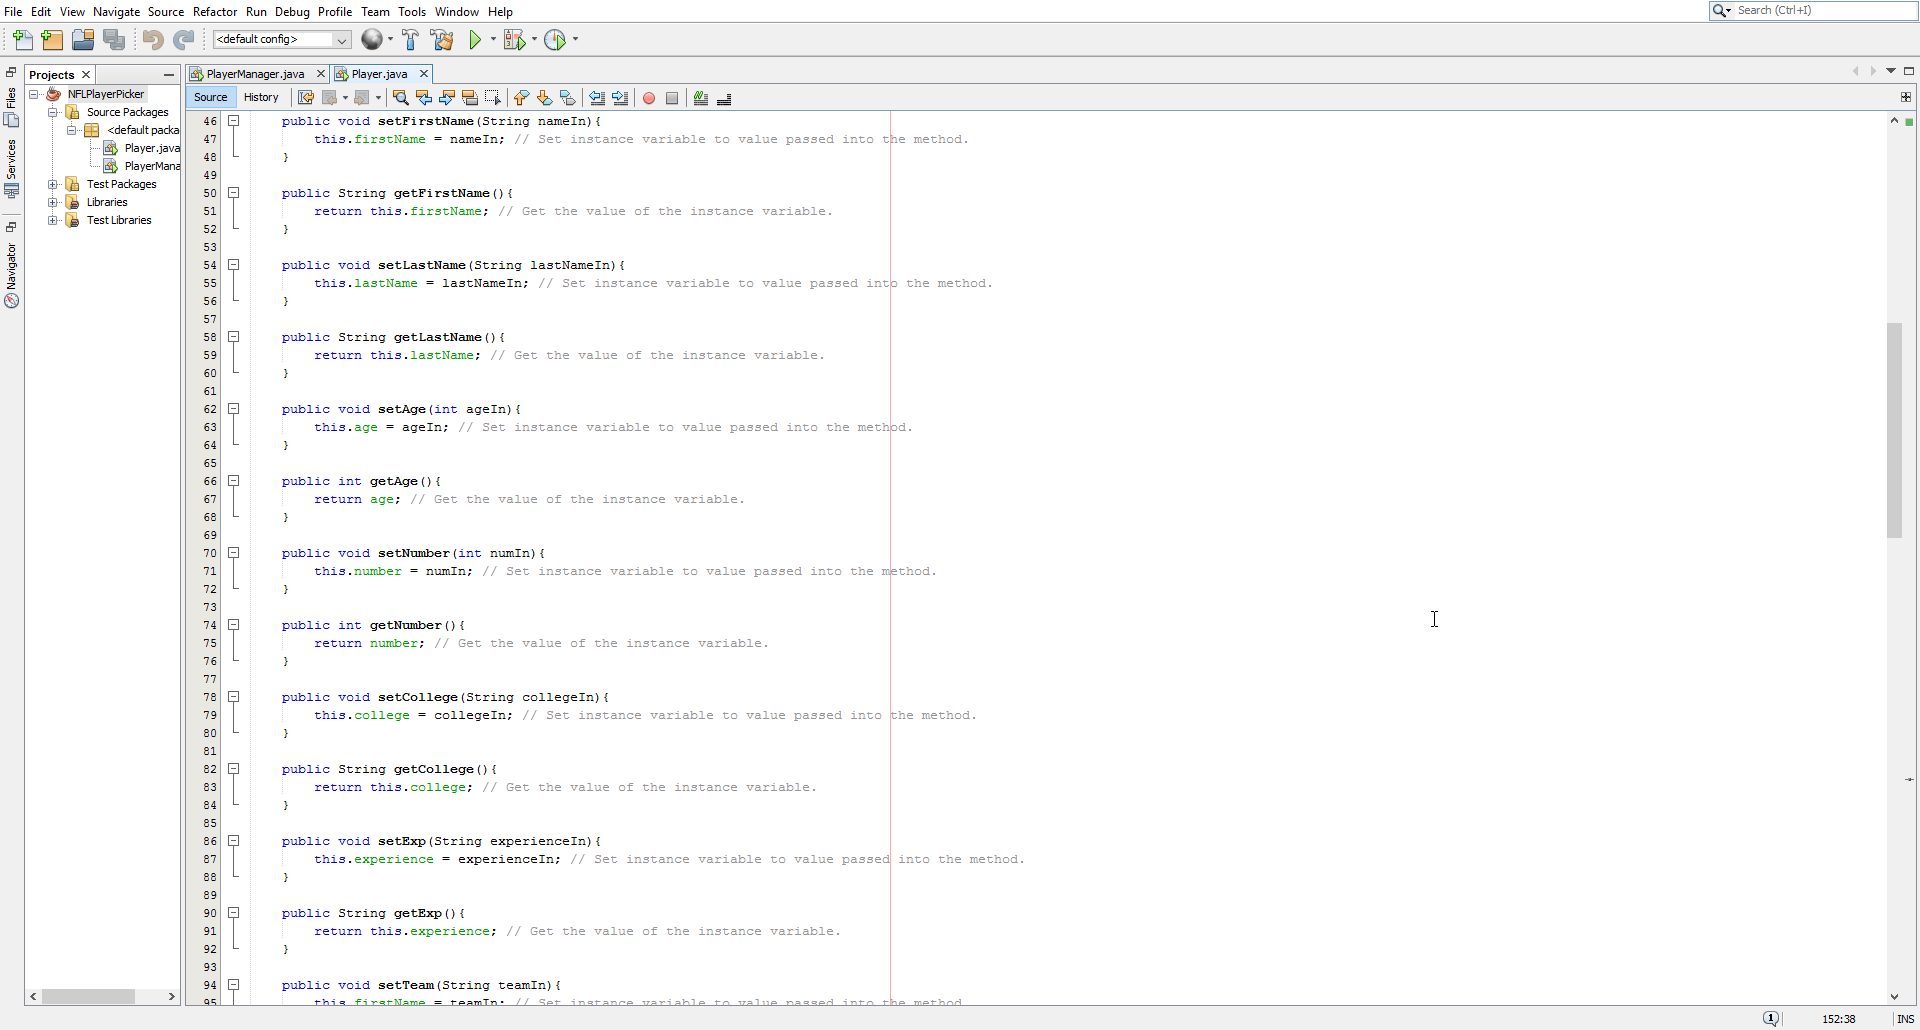 File Edit View Navigate Source Refactor Run Debug Profile Team Tools Window Help
Search (Ctrl+I)
<default config>
Projects
Files
Services
Navigator
NFLPlayerPicker
Source Packages
<default packa
Player.java
PlayerMana
Test Packages
Libraries
Test Libraries
PlayerManager.java
Player.java
Source History
46 public void setFirstName(String nameIn){
47 this.firstName = nameIn; // Set instance variable to value passed into the method.
48 }
49
50 public String getFirstName(){
51 return this.firstName; // Get the value of the instance variable.
52 }
53
54 public void setLastName(String lastNameIn){
55 this.lastName = lastNameIn; // Set instance variable to value passed into the method.
56 }
57
58 public String getLastName(){
59 return this.lastName; // Get the value of the instance variable.
60 }
61
62 public void setAge(int ageIn){
63 this.age = ageIn; // Set instance variable to value passed into the method.
64 }
65
66 public int getAge(){
67 return age; // Get the value of the instance variable.
68 }
69
70 public void setNumber(int numIn){
71 this.number = numIn; // Set instance variable to value passed into the method.
72 }
73
74 public int getNumber(){
75 return number; // Get the value of the instance variable.
76 }
77
78 public void setCollege(String collegeIn){
79 this.college = collegeIn; // Set instance variable to value passed into the method.
80 }
81
82 public String getCollege(){
83 return this.college; // Get the value of the instance variable.
84 }
85
86 public void setExp(String experienceIn){
87 this.experience = experienceIn; // Set instance variable to value passed into the method.
88 }
89
90 public String getExp(){
91 return this.experience; // Get the value of the instance variable.
92 }
93
94 public void setTeam(String teamIn){
95 this.firstName = teamIn; // Set instance variable to value passed into the method.
1
152:38
INS